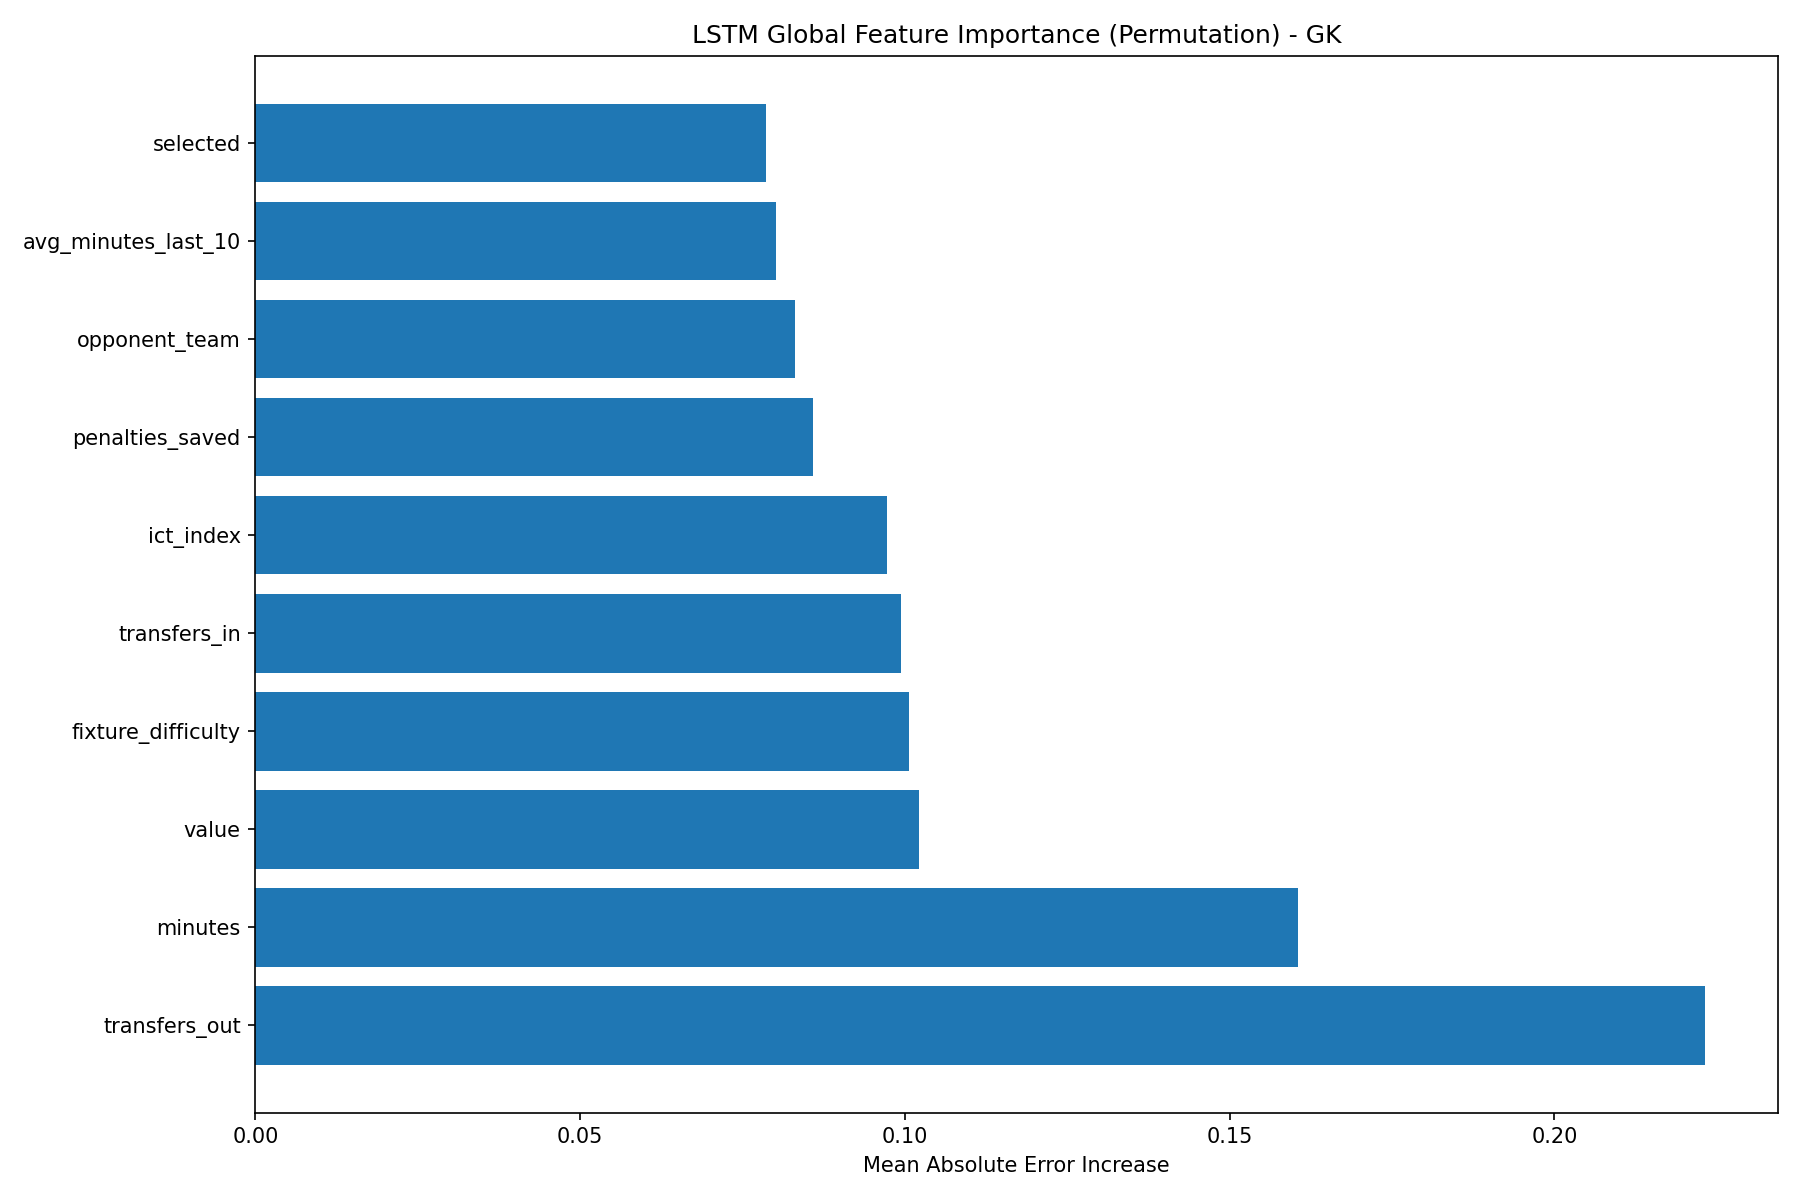 LSTM Global Feature Importance (Permutation) - GK
selected
avg_minutes_last_10
opponent_team
penalties_saved
ict_index
transfers_in
fixture_difficulty
value
minutes
transfers_out
0.00 0.05 0.10 0.15 0.20
Mean Absolute Error Increase